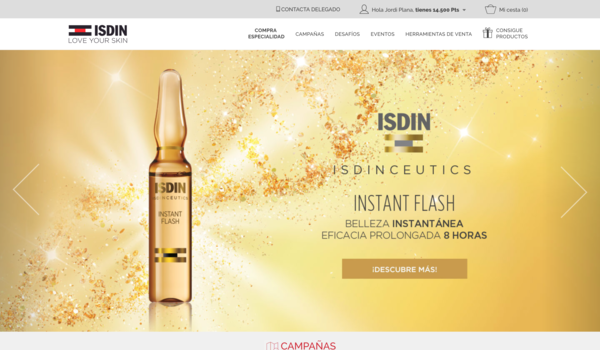 CONTACTA DELEGADO
Hola Jordi Plana, tienes 14,500 Pts
Mi cesta (0)
ISDIN
LOVE YOUR SKIN
COMPRA
ESPECIALIDAD
CAMPAÑAS
DESAFÍOS
EVENTOS
HERRAMIENTAS DE VENTA
CONSIGUE
PRODUCTOS
ISDIN
ISDINCEUTICS
INSTANT
FLASH
ISDIN
ISDINCEUTICS
INSTANT FLASH
BELLEZA INSTANTÁNEA
EFICACIA PROLONGADA 8 HORAS
¡DESCUBRE MÁS!
CAMPAÑAS